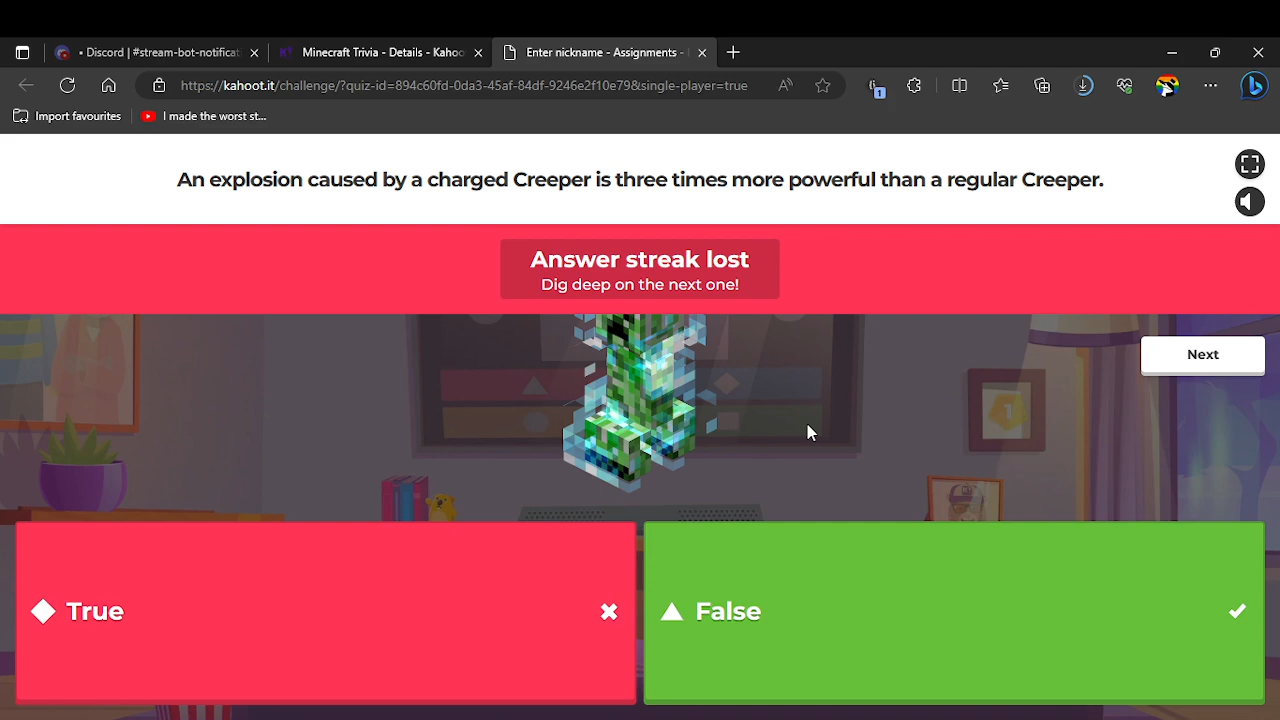 • Discord | #stream-bot-notificat
Minecraft Trivia - Details - Kahoo
Enter nickname - Assignments -
https://kahoot.it/challenge/?quiz-id=894c60fd-0de3-45af-84df-9246e2f10e79&single-player=true
1
Import favourites
I made the worst st...
An explosion caused by a charged Creeper is three times more powerful than a regular Creeper.
Answer streak lost
Dig deep on the next one!
Next
True
False